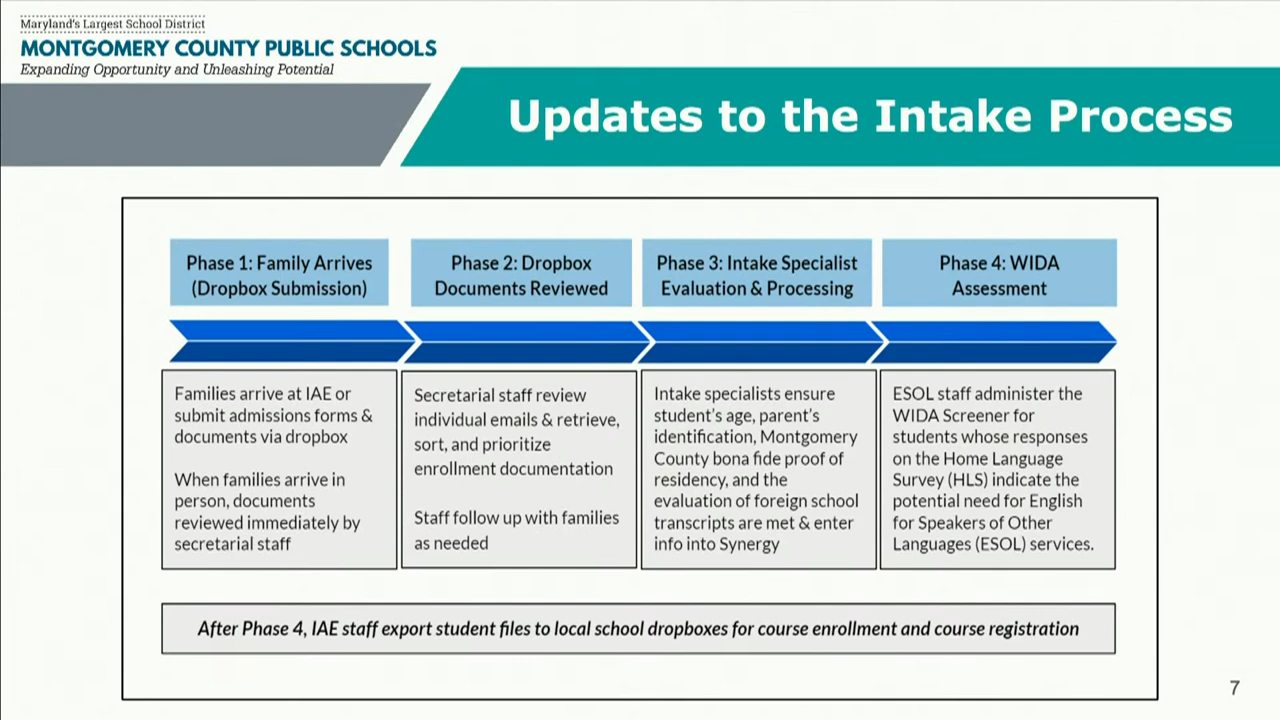 Maryland's Largest School District
MONTGOMERY COUNTY PUBLIC SCHOOLS
Expanding Opportunity and Unleashing Potential
Updates to the Intake Process
Phase 1: Family Arrives
(Dropbox Submission)
Phase 2: Dropbox
Documents Reviewed
Phase 3: Intake Specialist
Evaluation & Processing
Phase 4: WIDA
Assessment
Families arrive at IAE or
submit admissions forms &
documents via dropbox
When families arrive in
person, documents
reviewed immediately by
secretarial staff
Secretarial staff review
individual emails & retrieve,
sort, and prioritize
enrollment documentation
Staff follow up with families
as needed
Intake specialists ensure
student's age, parent's
identification, Montgomery
County bona fide proof of
residency, and the
evaluation of foreign school
transcripts are met & enter
info into Synergy
ESOL staff administer the
WIDA Screener for
students whose responses
on the Home Language
Survey (HLS) indicate the
potential need for English
for Speakers of Other
Languages (ESOL) services.
After Phase 4, IAE staff export student files to local school dropboxes for course enrollment and course registration
7